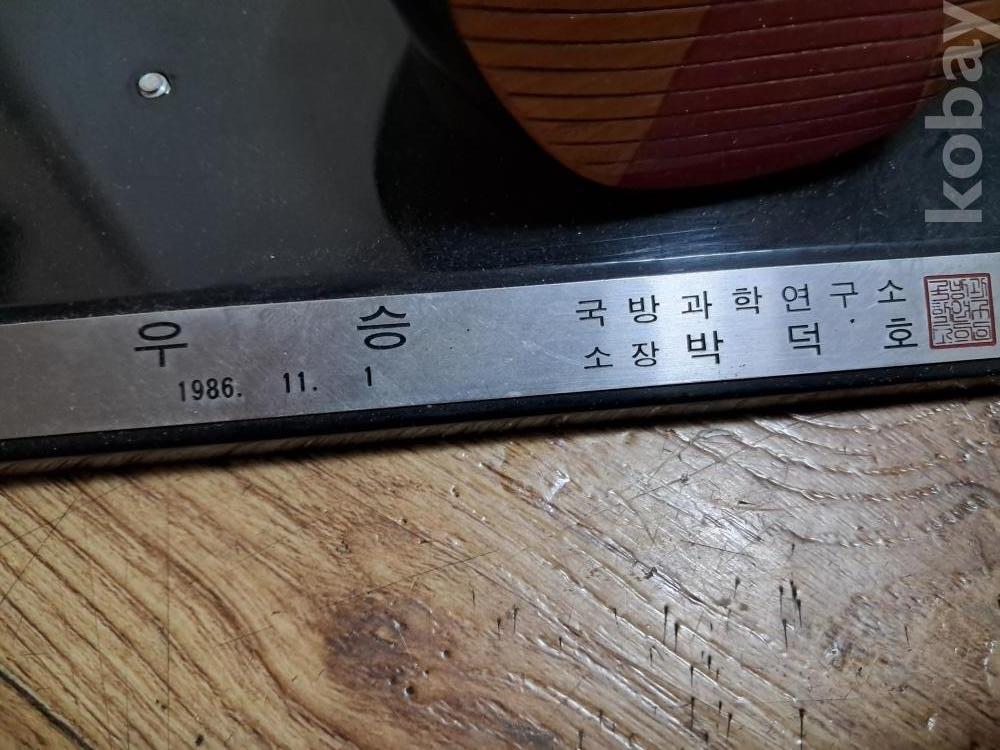 우 승
1986. 11. 1
국방과학연구소
소장 박 덕 호
kobay